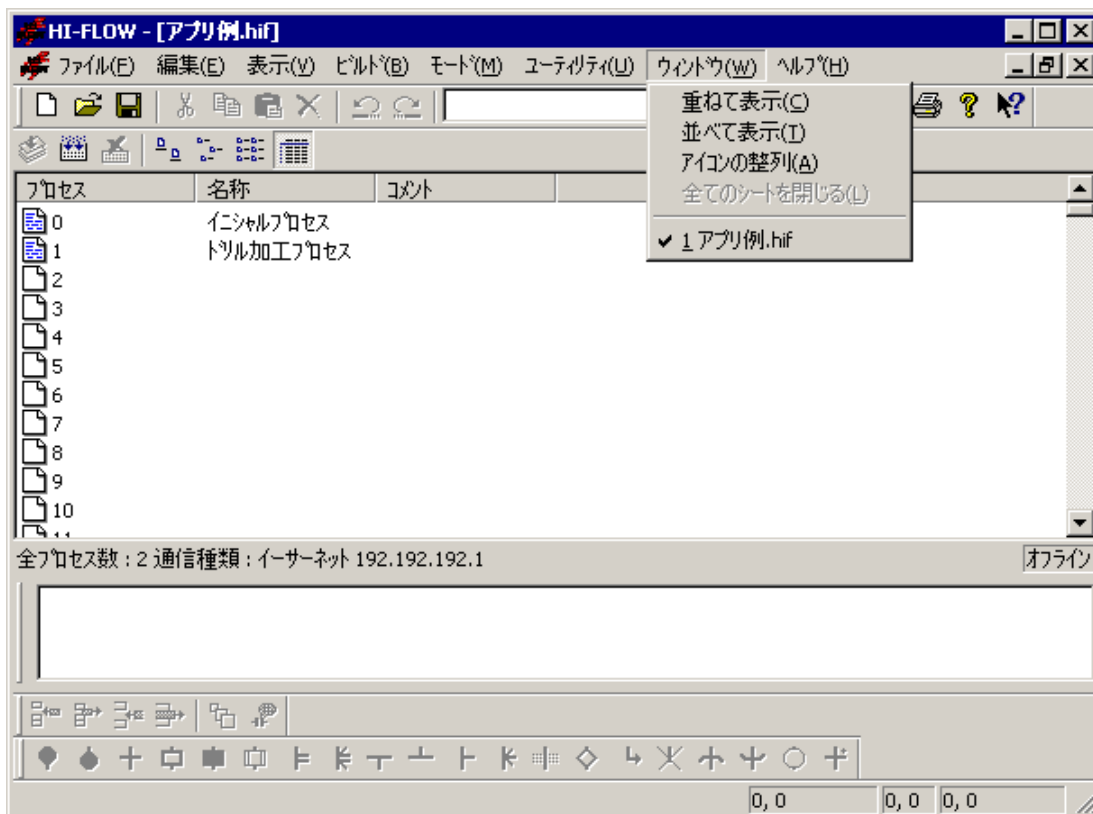 HI-FLOW - [アプリ例.hif]
ﾌｧｲﾙ(F) 編集(E) 表示(V) ﾋﾞﾙﾄﾞ(B) ﾓｰﾄﾞ(M) ﾕｰﾃｨﾘﾃｨ(U) ｳｨﾝﾄﾞｳ(W) ﾍﾙﾌﾟ(H)
重ねて表示(C)
並べて表示(T)
ｱｲｺﾝの整列(A)
全てのｼｰﾄを閉じる(L)
1 アプリ例.hif
ﾌﾟﾛｾｽ 名称 ｺﾒﾝﾄ
0 ｲﾆｼｬﾙﾌﾟﾛｾｽ
1 ﾄﾞﾘﾙ加工ﾌﾟﾛｾｽ
2
3
4
5
6
7
8
9
10
11
全ﾌﾟﾛｾｽ数 : 2 通信種類 : ｲｰｻｰﾈｯﾄ 192.192.192.1 ｵﾌﾗｲﾝ
0, 0 0, 0 0, 0